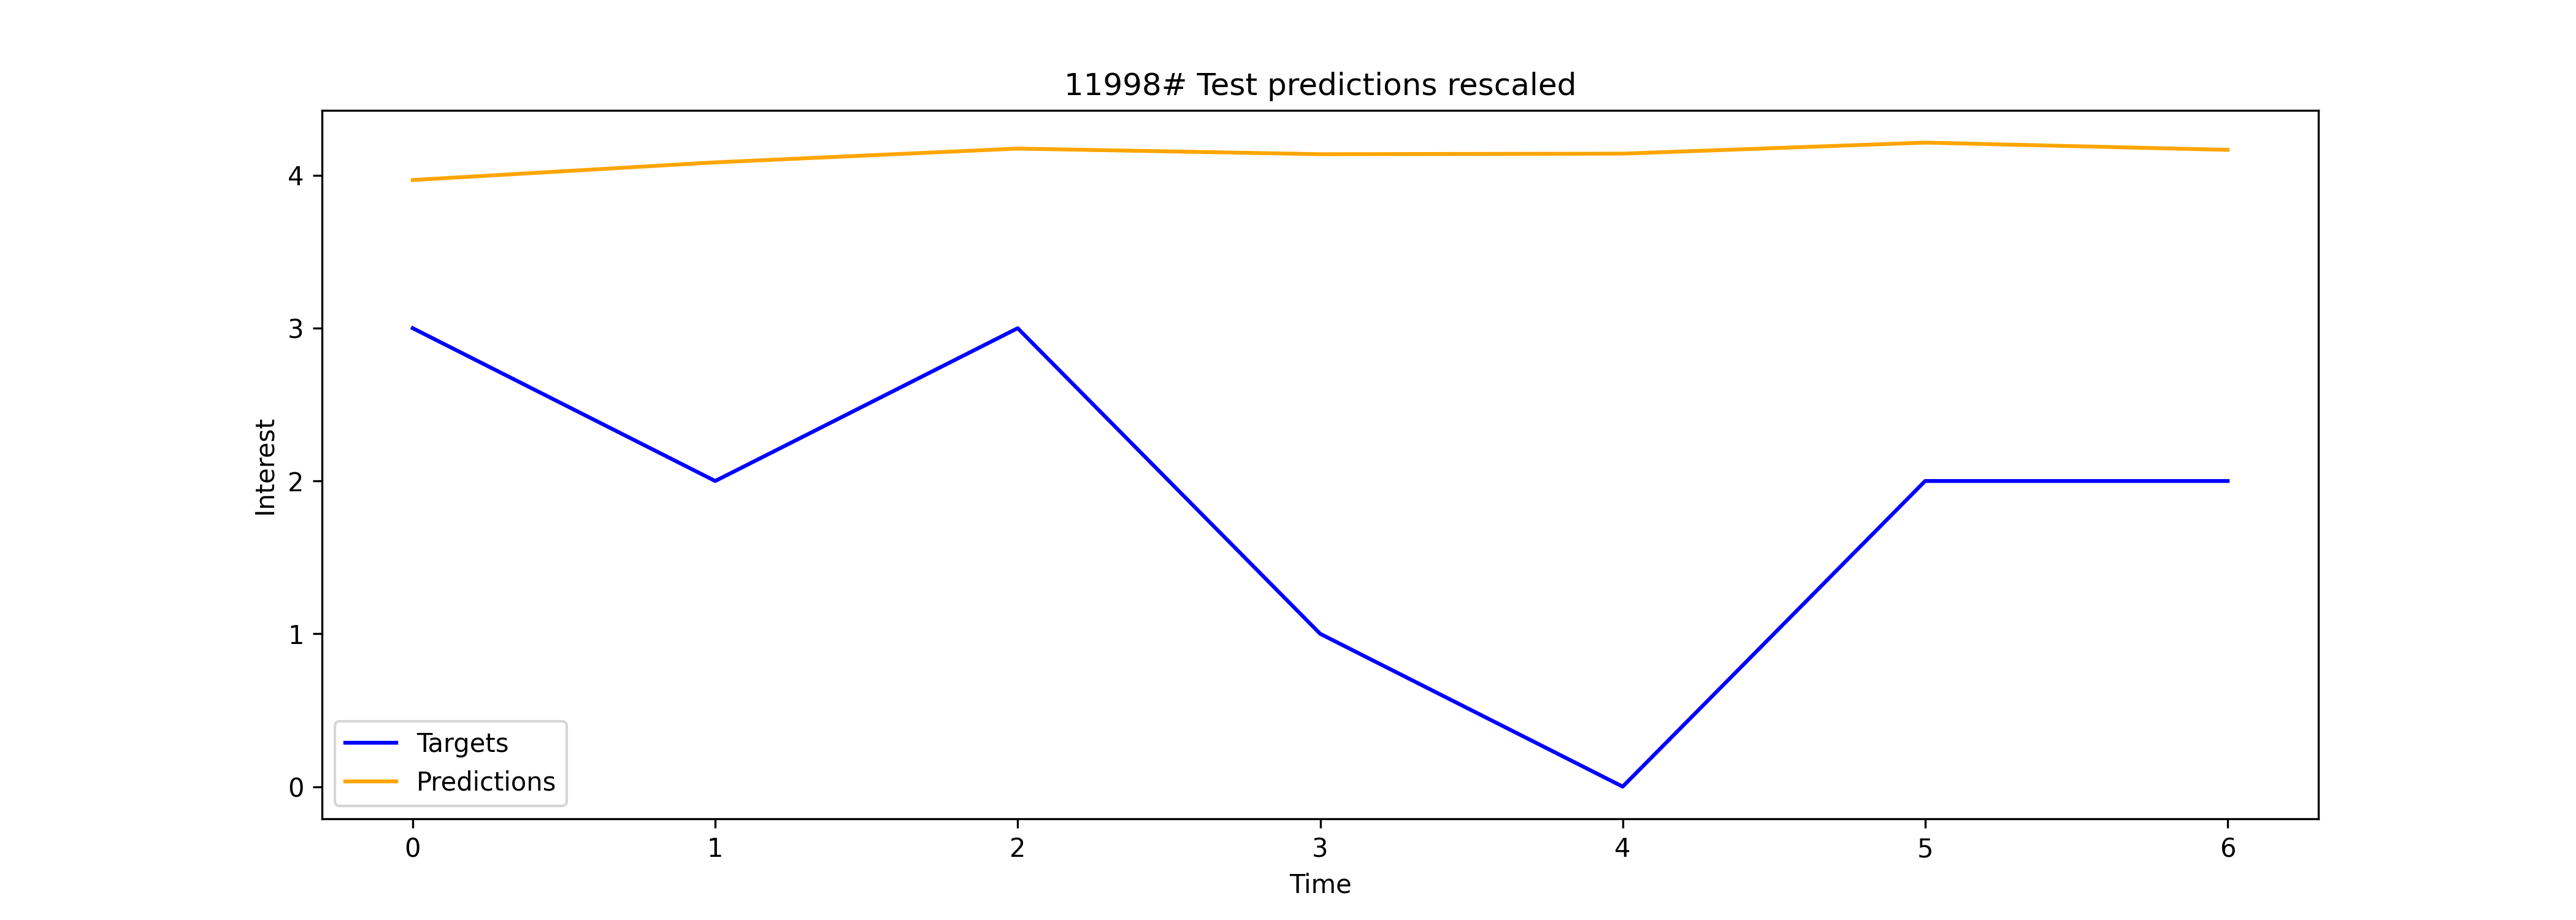 11998# Test predictions rescaled
Interest
4
3
2
1
0
Targets
Predictions
0 1 2 3 4 5 6
Time